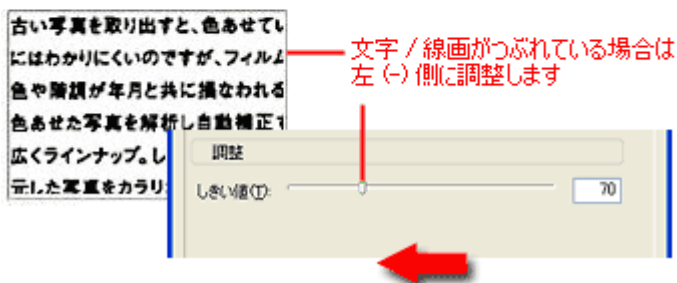 古い写真を取り出すと、色あせてい
にはわかりにくいのですが、フィルム
色や階調が年月と共に損なわれる
色あせた写真を解析し自動補正す
広くラインナップ。し
元した写真をカラリ
文字／線画がつぶれている場合は
左(-)側に調整します
調整
しきい値(T):
70